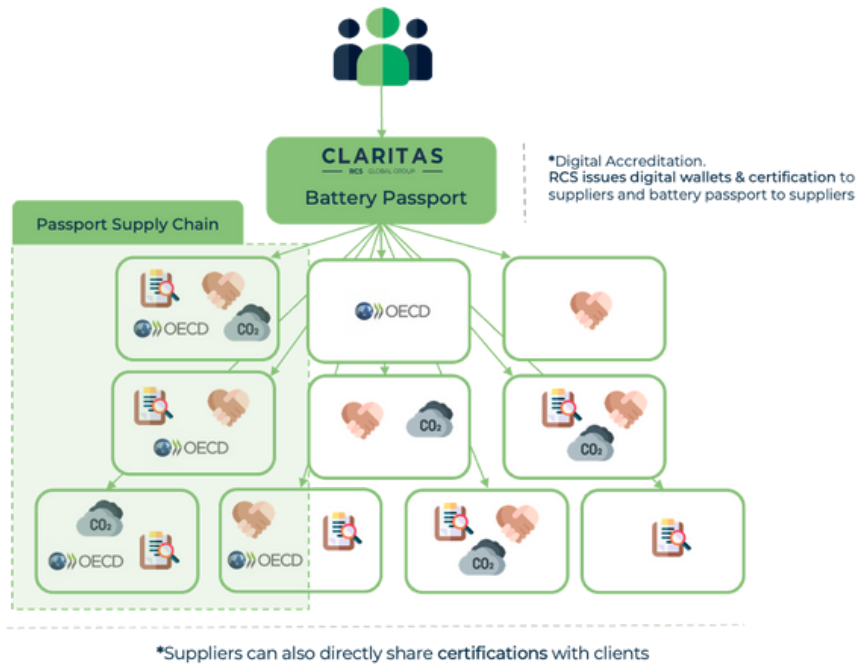 CLARITAS
RCS GLOBAL GROUP
Battery Passport
*Digital Accreditation.
RCS issues digital wallets & certification to
suppliers and battery passport to suppliers
Passport Supply Chain
OECD
CO₂
OECD
OECD
CO₂
CO₂
CO₂
OECD
OECD
CO₂
*Suppliers can also directly share certifications with clients